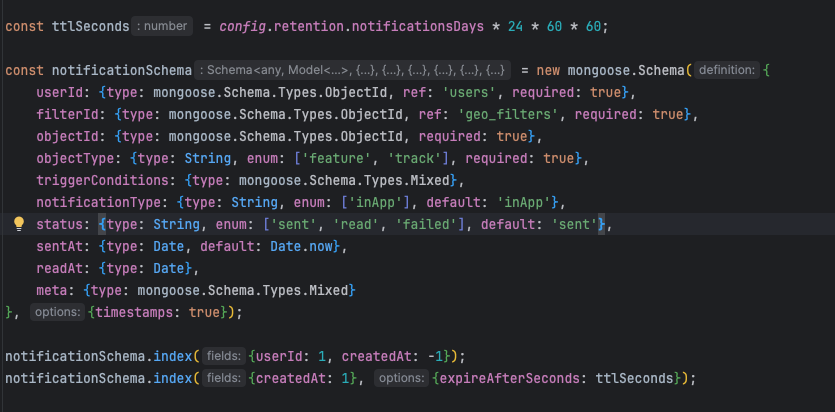 const ttlSeconds : number = config.retention.notificationsDays * 24 * 60 * 60;
const notificationSchema : Schema<any, Model<...>, {...}, {...}, {...}, {...}, {...}, {...} = new mongoose.Schema( definition: {
userId: {type: mongoose.Schema.Types.ObjectId, ref: 'users', required: true},
filterId: {type: mongoose.Schema.Types.ObjectId, ref: 'geo_filters', required: true},
objectId: {type: mongoose.Schema.Types.ObjectId, required: true},
objectType: {type: String, enum: ['feature', 'track'], required: true},
triggerConditions: {type: mongoose.Schema.Types.Mixed},
notificationType: {type: String, enum: ['inApp'], default: 'inApp'},
status: {type: String, enum: ['sent', 'read', 'failed'], default: 'sent'},
sentAt: {type: Date, default: Date.now},
readAt: {type: Date},
meta: {type: mongoose.Schema.Types.Mixed}
}, options: {timestamps: true});
notificationSchema.index( fields: {userId: 1, createdAt: -1});
notificationSchema.index( fields: {createdAt: 1}, options: {expireAfterSeconds: ttlSeconds});